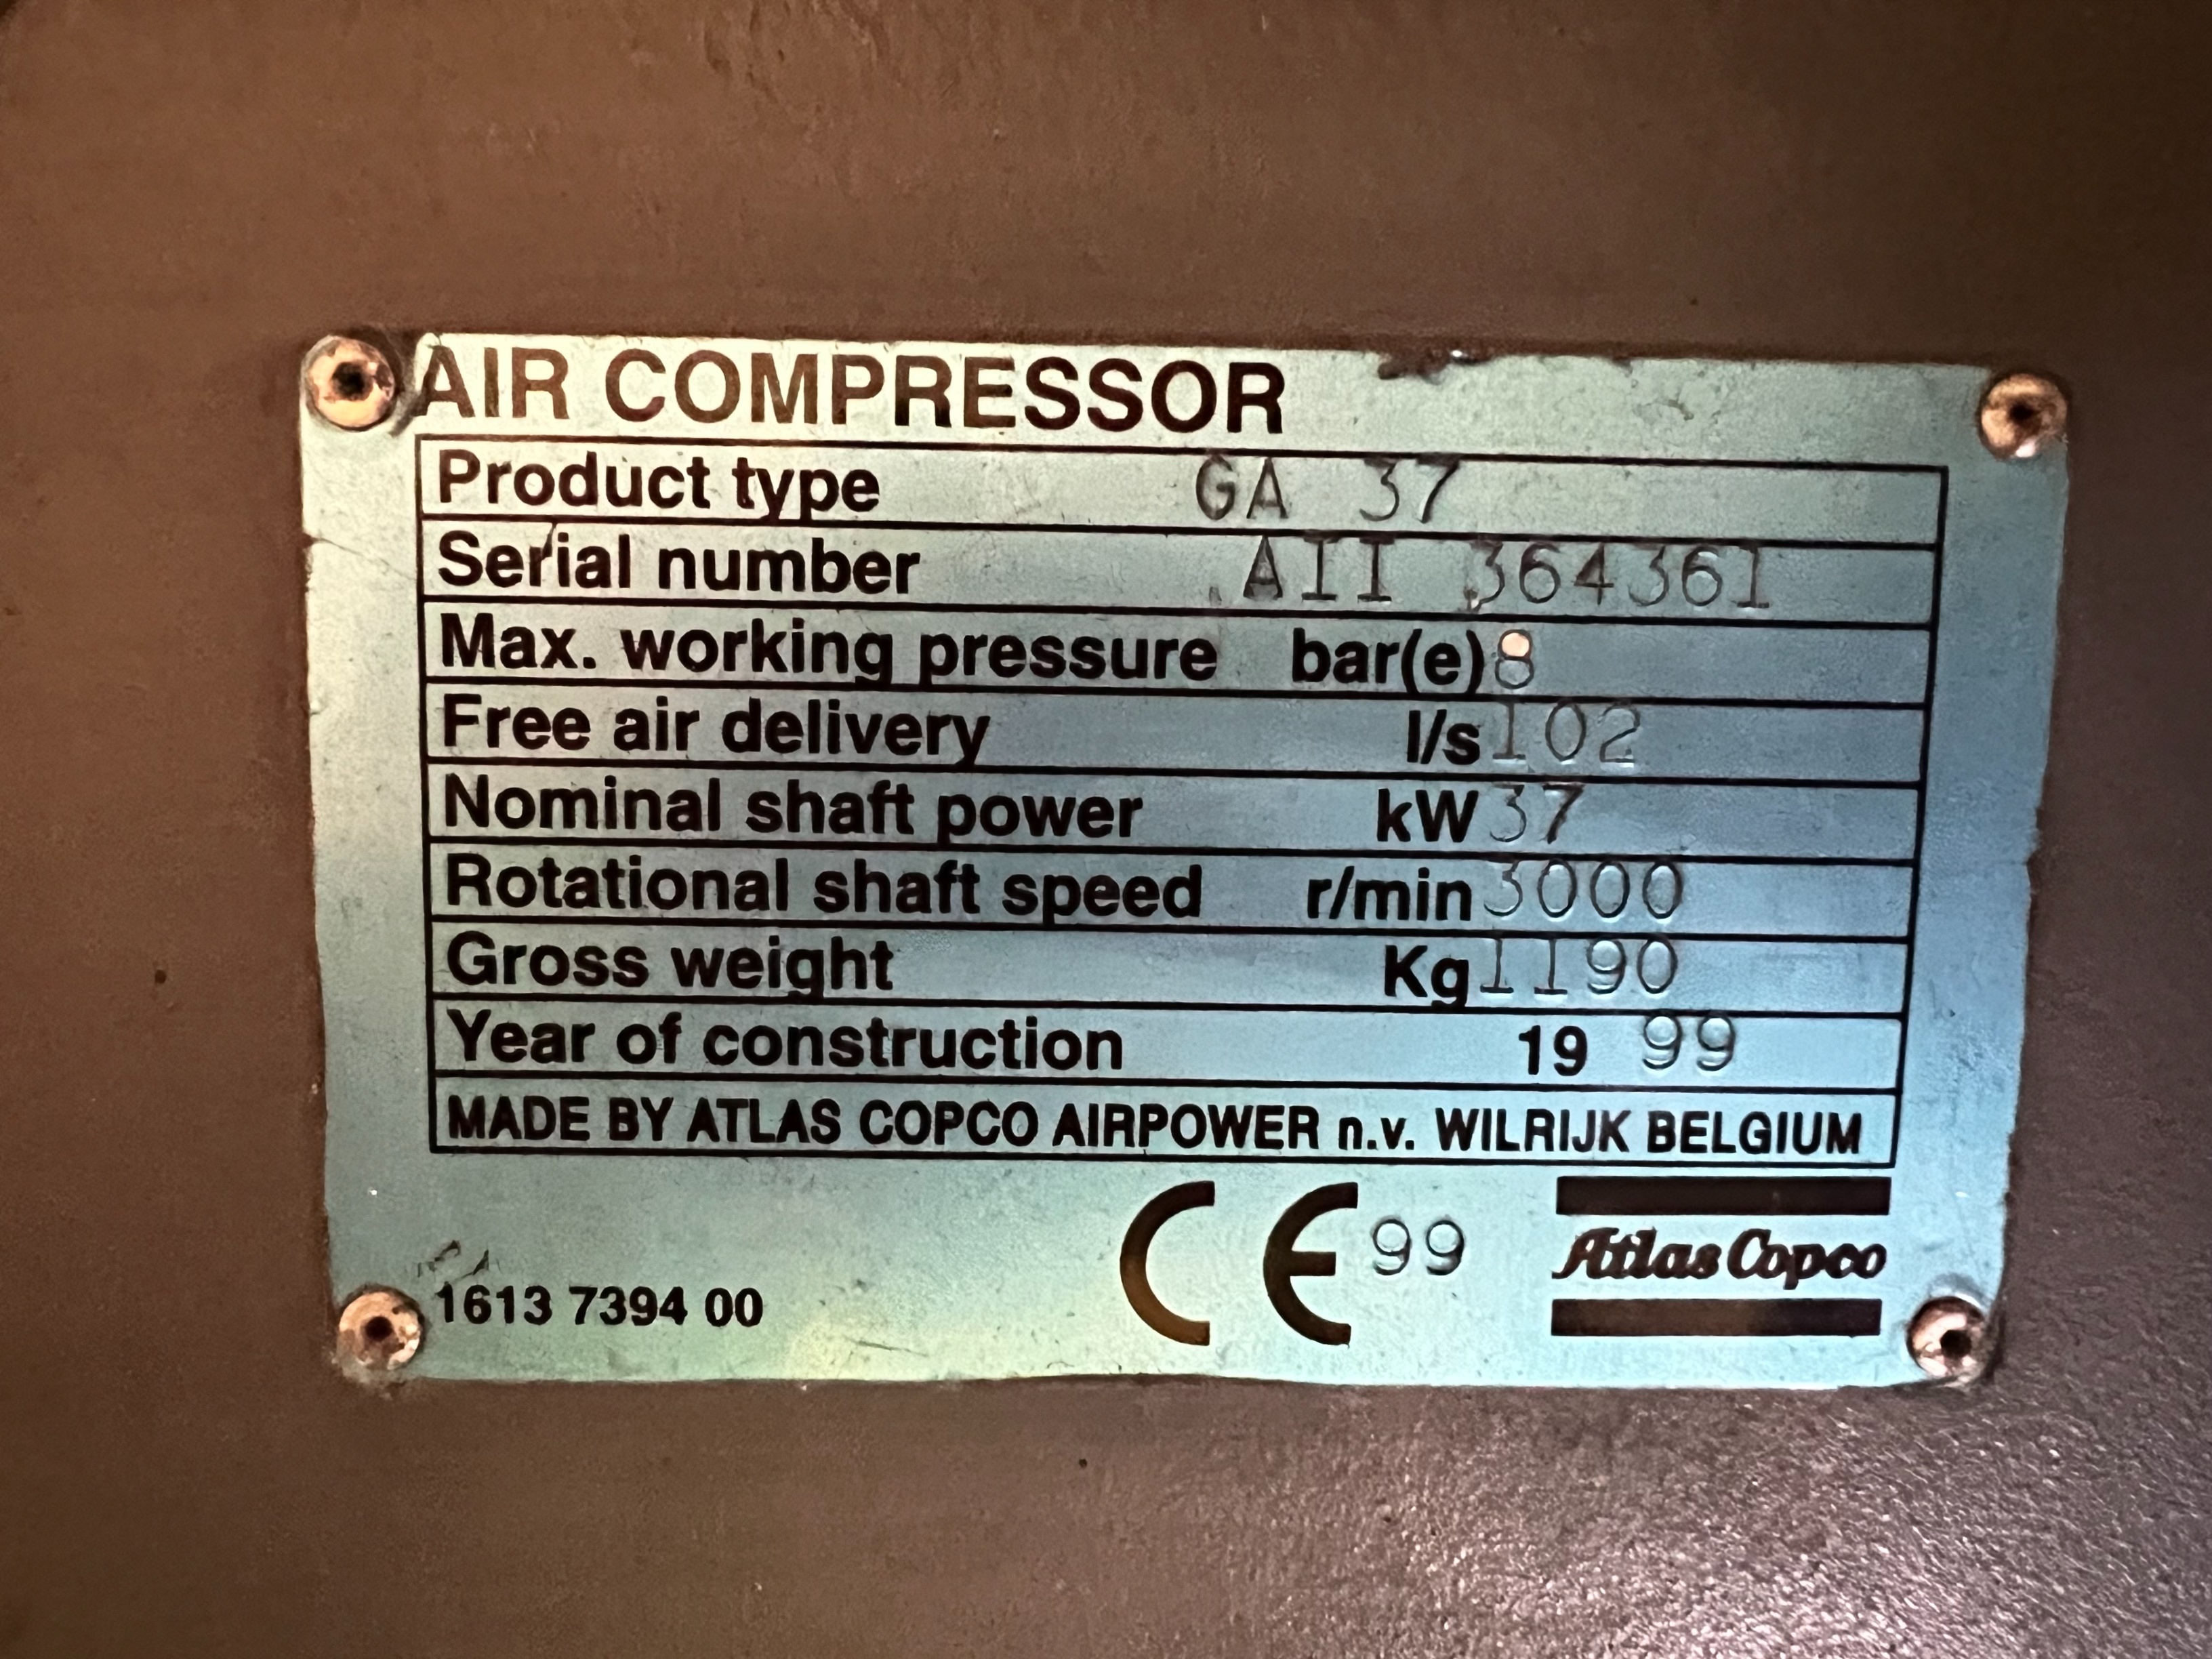 AIR COMPRESSOR
Product type GA 37
Serial number AII 364361
Max. working pressure bar(e) 8
Free air delivery l/s 102
Nominal shaft power kW 37
Rotational shaft speed r/min 3000
Gross weight Kg 1190
Year of construction 19 99
MADE BY ATLAS COPCO AIRPOWER n.v. WILRIJK BELGIUM
CE 99
Atlas Copco
1613 7394 00